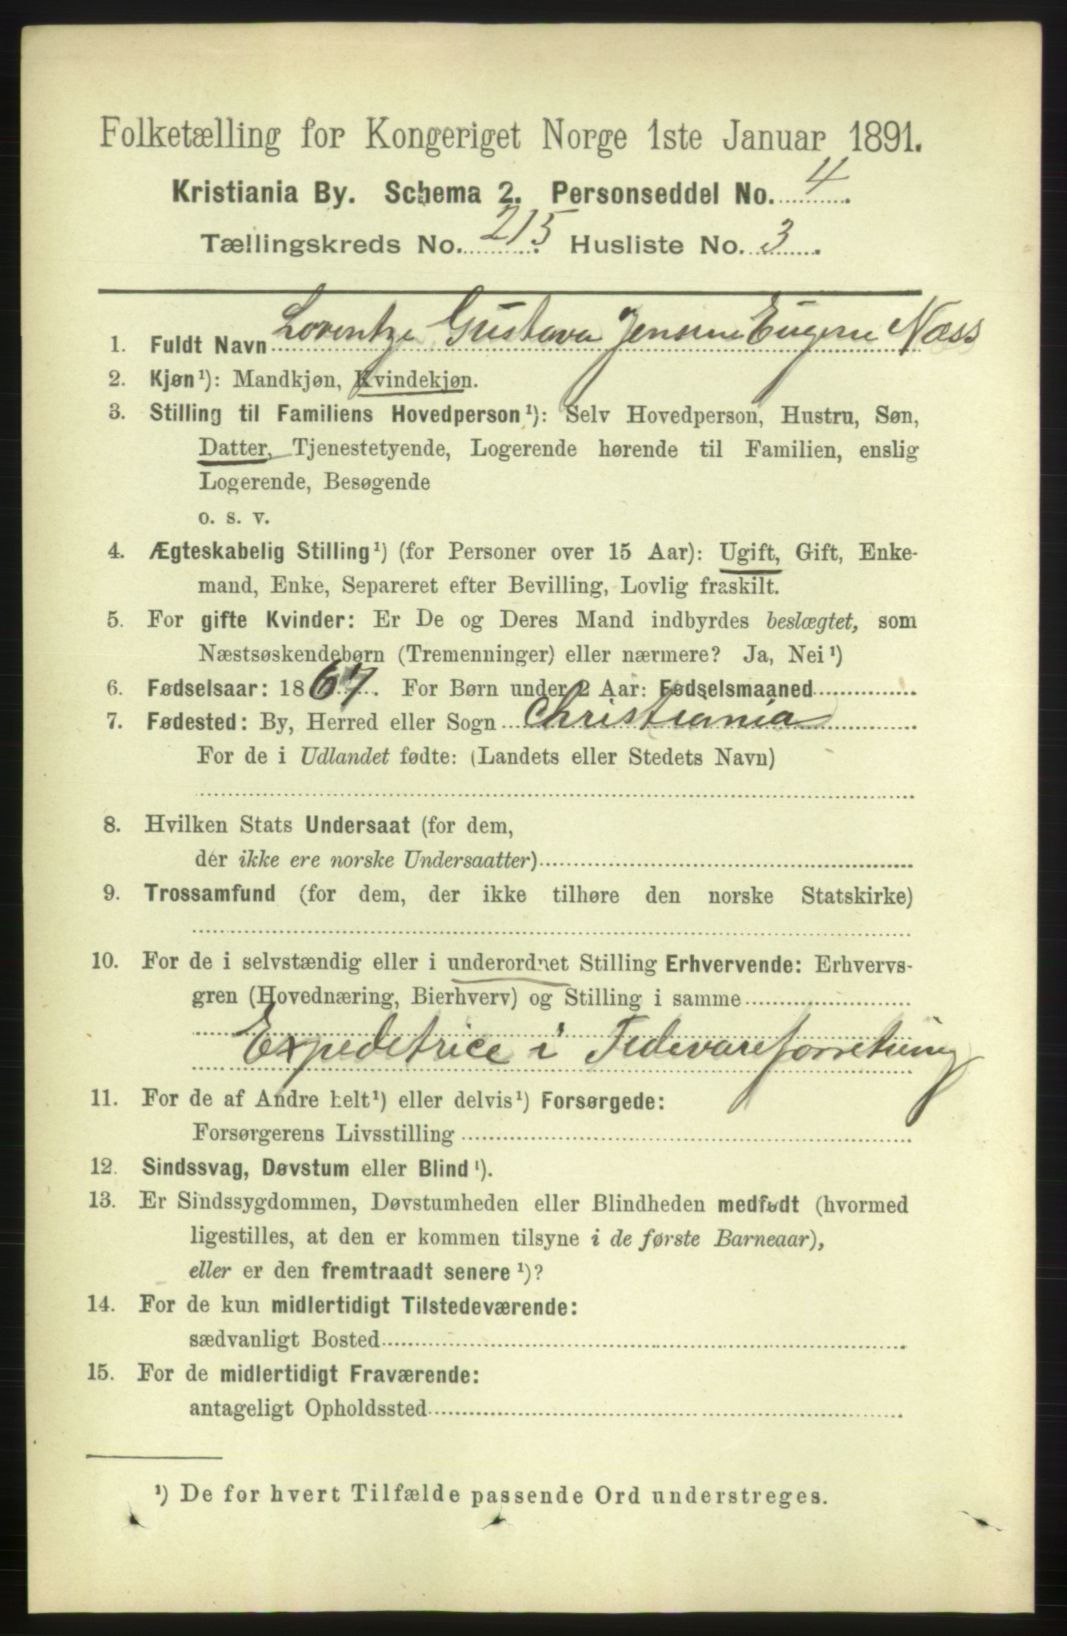 Folketælling for Kongeriget Norge 1ste Januar 1891.
Kristiania By. Schema 2. Personseddel No. 4.
Tællingskreds No. 215. Husliste No. 3.
1. Fuldt Navn Lorentze Gustava Jensine Eugenie Næss
2. Kjøn¹): Mandkjøn, Kvindekjøn.
3. Stilling til Familiens Hovedperson¹): Selv Hovedperson, Hustru, Søn,
Datter, Tjenestetyende, Logerende hørende til Familien, enslig
Logerende, Besøgende
o. s. v.
4. Ægteskabelig Stilling¹) (for Personer over 15 Aar): Ugift, Gift, Enke-
mand, Enke, Separeret efter Bevilling, Lovlig fraskilt.
5. For gifte Kvinder: Er De og Deres Mand indbyrdes beslægtet, som
Næstsøskendebørn (Tremenninger) eller nærmere? Ja, Nei¹)
6. Fødselsaar: 1867. For Børn under 2 Aar: Fødselsmaaned
7. Fødested: By, Herred eller Sogn Christiania
For de i Udlandet fødte: (Landets eller Stedets Navn)
8. Hvilken Stats Undersaat (for dem,
der ikke ere norske Undersaatter)
9. Trossamfund (for dem, der ikke tilhøre den norske Statskirke)
10. For de i selvstændig eller i underordnet Stilling Erhvervende: Erhvervs-
gren (Hovednæring, Bierhverv) og Stilling i samme
Expeditrice i Fedevareforretning
11. For de af Andre helt¹) eller delvis¹) Forsørgede:
Forsørgerens Livsstilling
12. Sindssvag, Døvstum eller Blind¹).
13. Er Sindssygdommen, Døvstumheden eller Blindheden medfødt (hvormed
ligestilles, at den er kommen tilsyne i de første Barneaar),
eller er den fremtraadt senere¹)?
14. For de kun midlertidigt Tilstedeværende:
sædvanligt Bosted
15. For de midlertidigt Fraværende:
antageligt Opholdssted
¹) De for hvert Tilfælde passende Ord understreges.